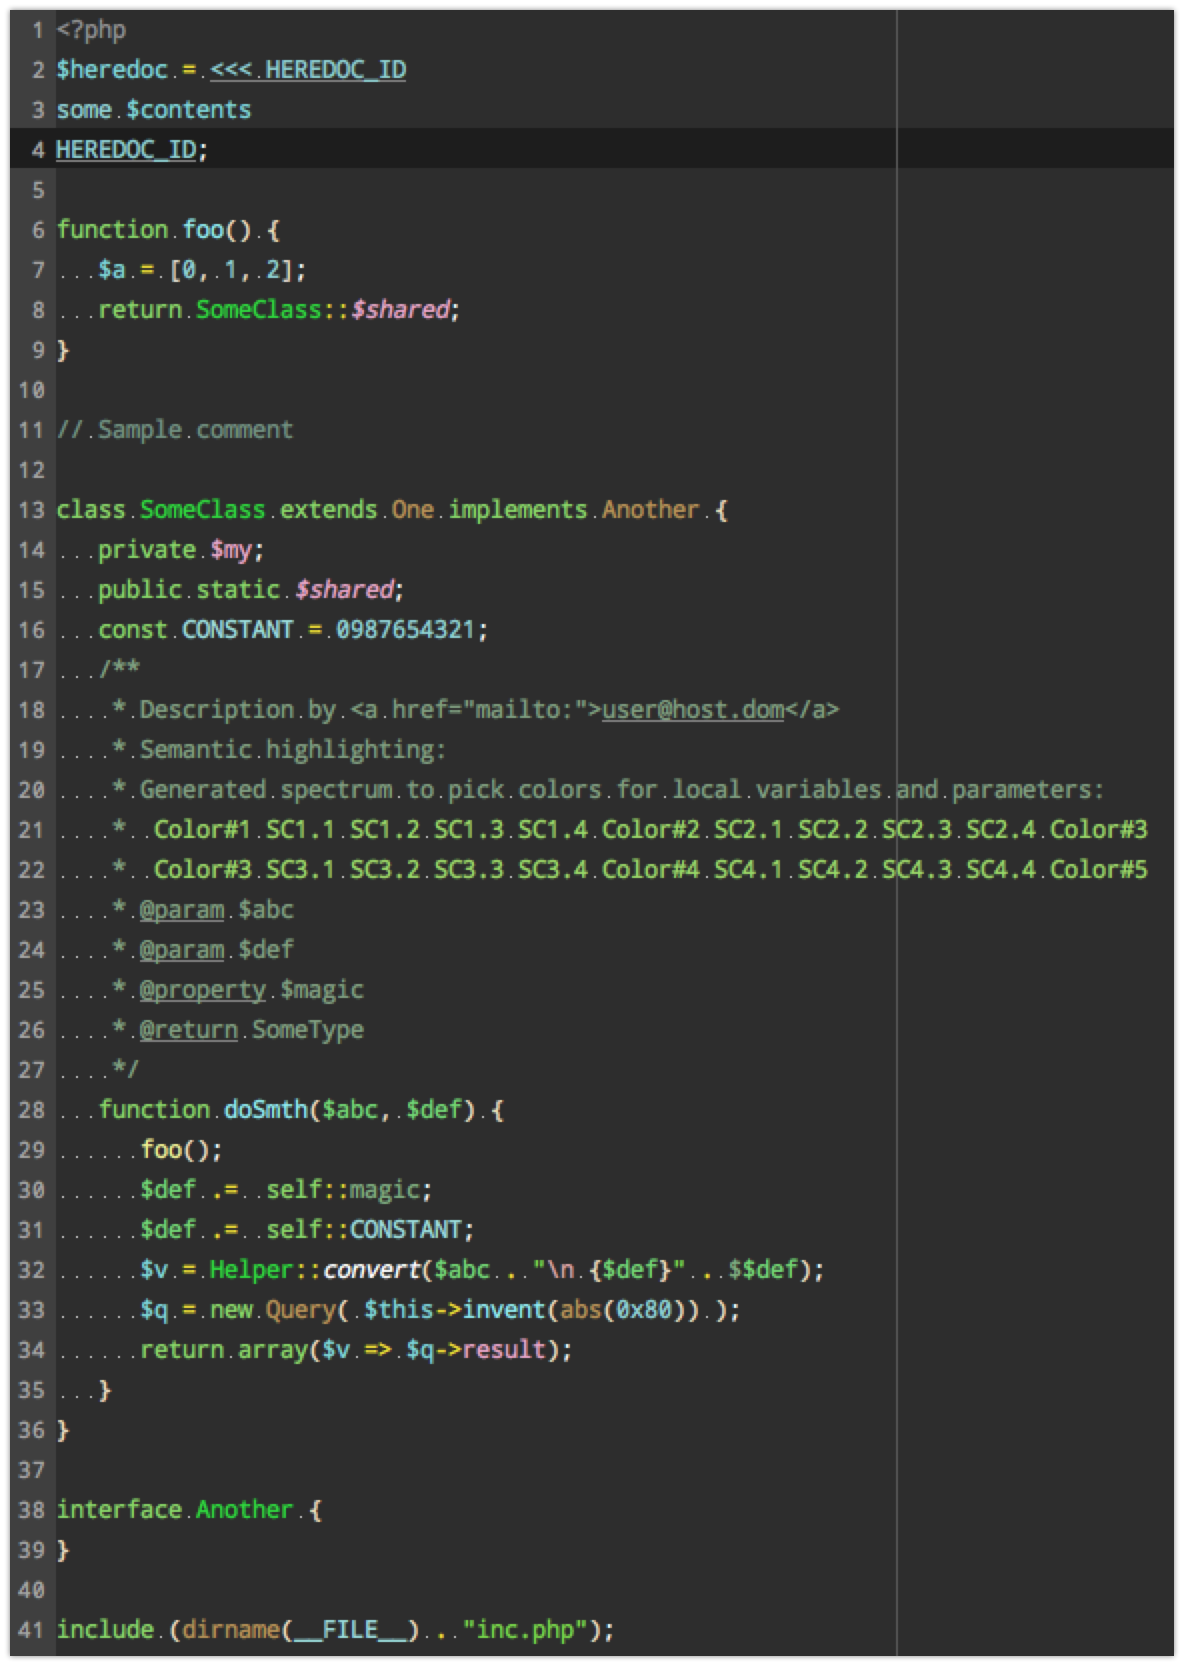 1 <?php
2 $heredoc = <<< HEREDOC_ID
3 some $contents
4 HEREDOC_ID;
5
6 function foo() {
7    $a = [0, 1, 2];
8    return SomeClass::$shared;
9 }
10
11 // Sample comment
12
13 class SomeClass extends One implements Another {
14    private $my;
15    public static $shared;
16    const CONSTANT = 0987654321;
17    /**
18     * Description by <a href="mailto:">user@host.dom</a>
19     * Semantic highlighting:
20     * Generated spectrum to pick colors for local variables and parameters:
21     *  Color#1 SC1.1 SC1.2 SC1.3 SC1.4 Color#2 SC2.1 SC2.2 SC2.3 SC2.4 Color#3
22     *  Color#3 SC3.1 SC3.2 SC3.3 SC3.4 Color#4 SC4.1 SC4.2 SC4.3 SC4.4 Color#5
23     * @param $abc
24     * @param $def
25     * @property $magic
26     * @return SomeType
27     */
28    function doSmth($abc, $def) {
29       foo();
30       $def .=  self::magic;
31       $def .=  self::CONSTANT;
32       $v = Helper::convert($abc . "\n {$def}" . $$def);
33       $q = new Query( $this->invent(abs(0x80)) );
34       return array($v => $q->result);
35    }
36 }
37
38 interface Another {
39 }
40
41 include (dirname(__FILE__) . "inc.php");